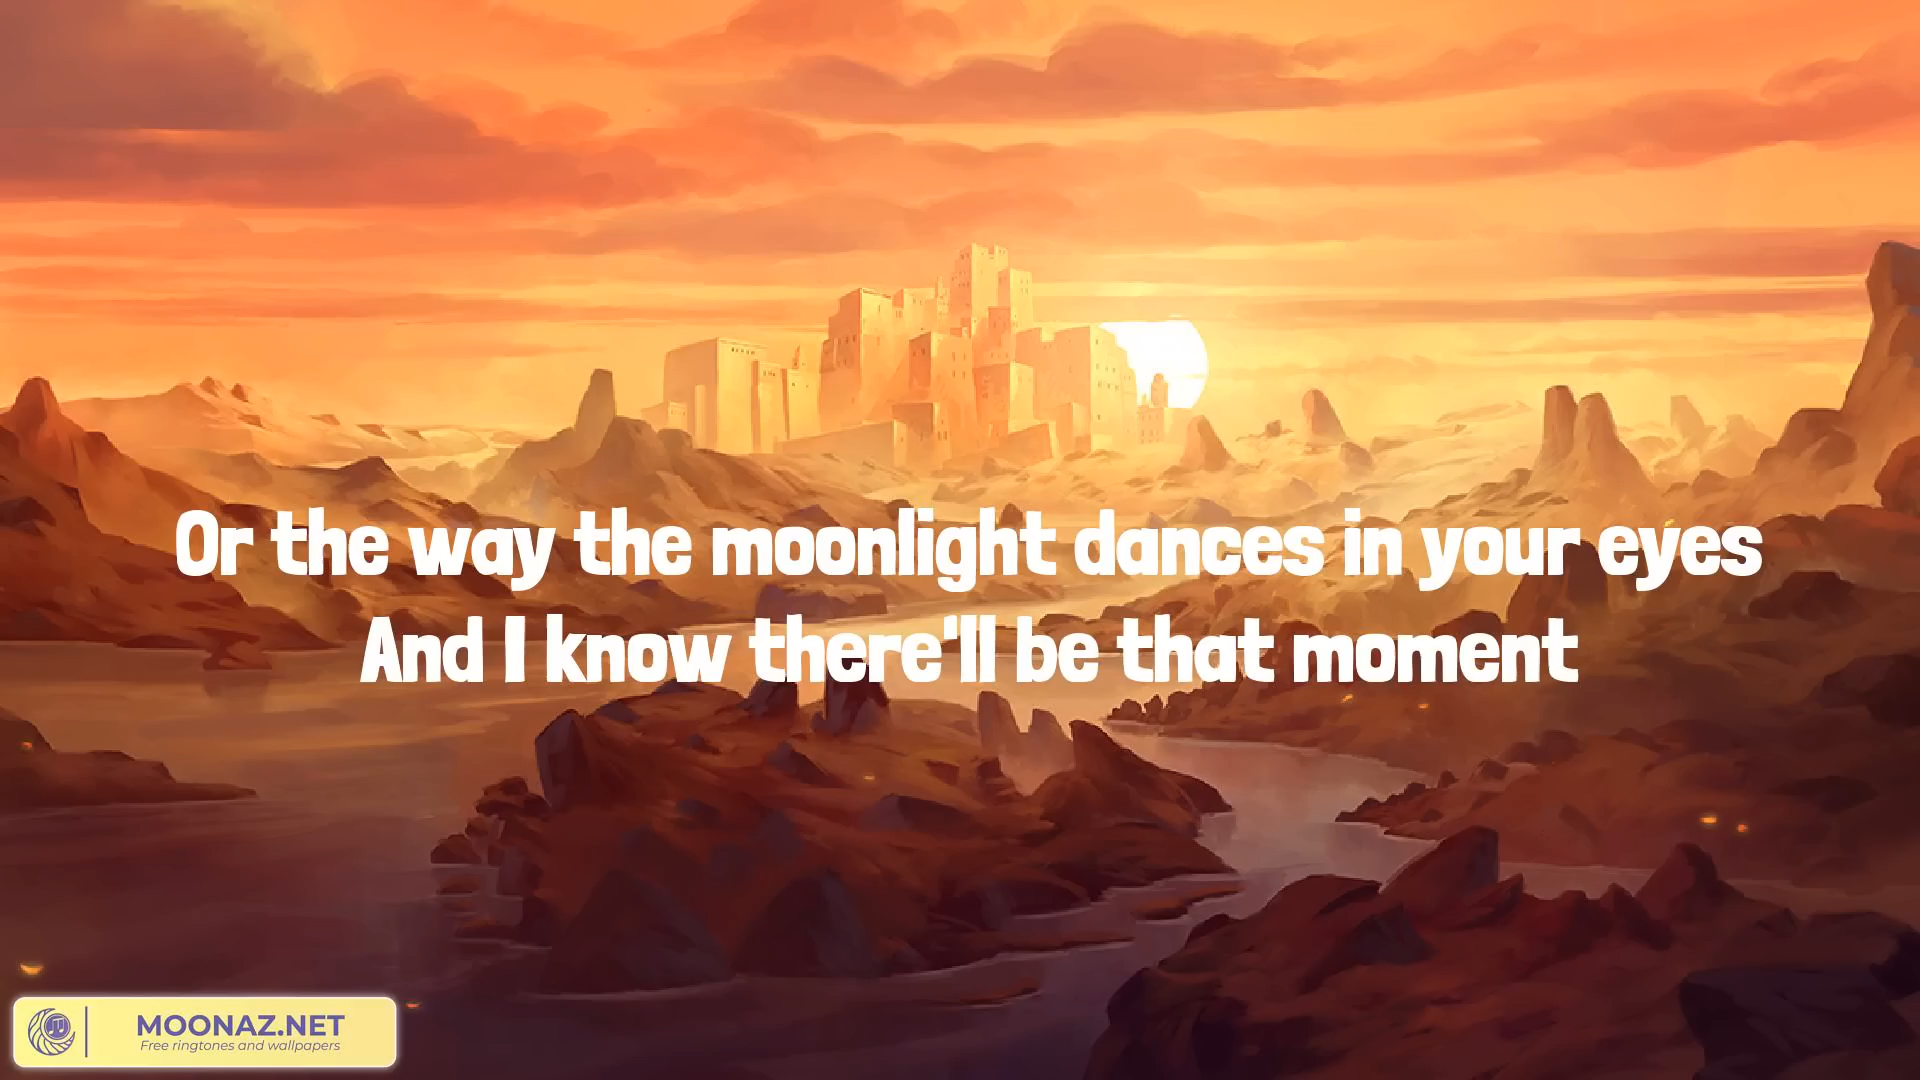 Or the way the moonlight dances in your eyes
And I know there'll be that moment
MOONAZ.NET
Free ringtones and wallpapers